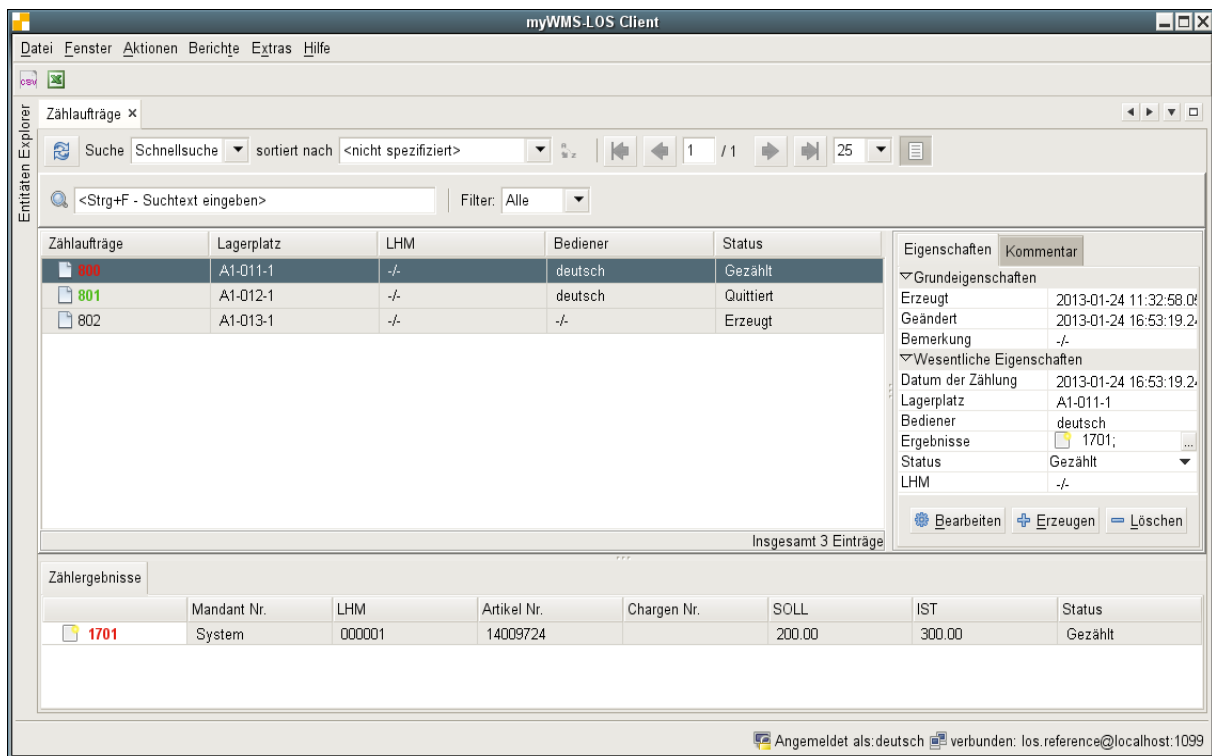 myWMS-LOS Client
Datei Fenster Aktionen Berichte Extras Hilfe
csv
Entitäten Explorer
Zählaufträge
Suche Schnellsuche sortiert nach <nicht spezifiziert> 1 / 1 25
<Strg+F - Suchtext eingeben> Filter: Alle
Zählaufträge Lagerplatz LHM Bediener Status
800 A1-011-1 -/- deutsch Gezählt
801 A1-012-1 -/- deutsch Quittiert
802 A1-013-1 -/- -/- Erzeugt
Insgesamt 3 Einträge
Eigenschaften Kommentar
Grundeigenschaften
Erzeugt 2013-01-24 11:32:58.0
Geändert 2013-01-24 16:53:19.2
Bemerkung -/-
Wesentliche Eigenschaften
Datum der Zählung 2013-01-24 16:53:19.2
Lagerplatz A1-011-1
Bediener deutsch
Ergebnisse 1701; ...
Status Gezählt
LHM -/-
Bearbeiten Erzeugen Löschen
Zählergebnisse
Mandant Nr. LHM Artikel Nr. Chargen Nr. SOLL IST Status
1701 System 000001 14009724 200.00 300.00 Gezählt
Angemeldet als:deutsch verbunden: los.reference@localhost:1099